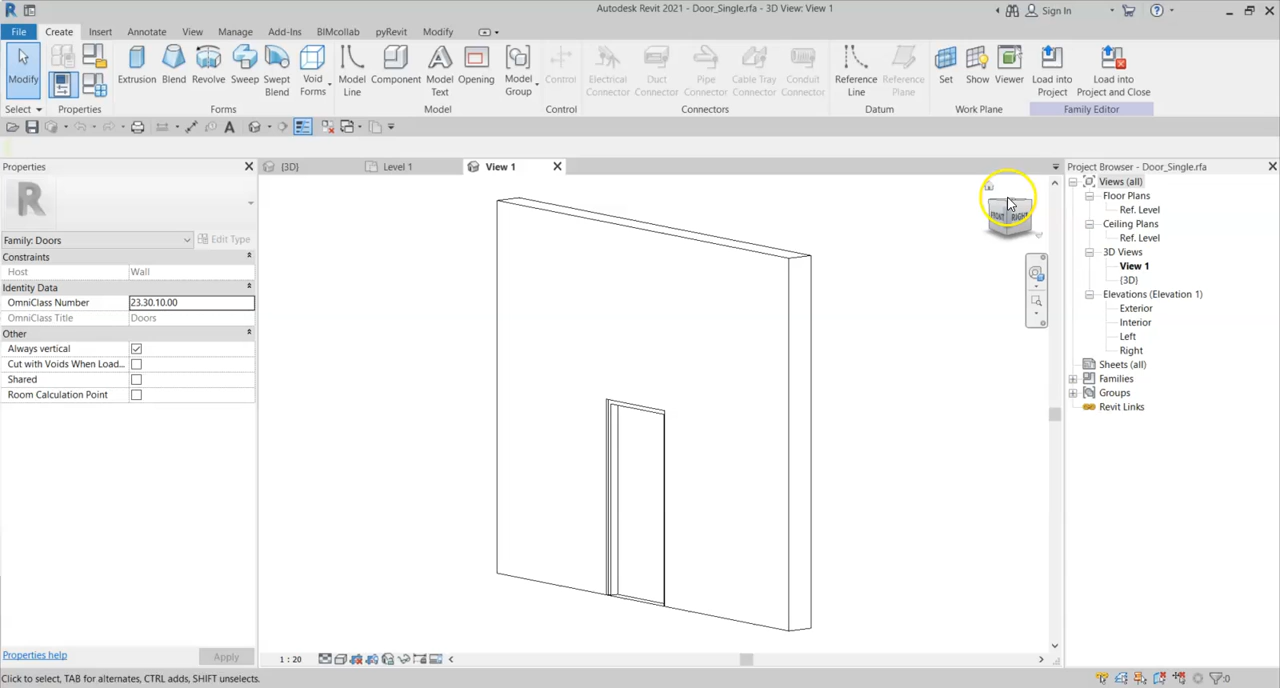 Autodesk Revit 2021 - Door_Single.rfa - 3D View: View 1
Sign In
File Create Insert Annotate View Manage Add-Ins BIMcollab pyRevit Modify
Modify
Extrusion Blend Revolve Sweep Swept Blend Void Forms
Model Line Component Model Text Opening Model Group
Control
Electrical Connector Duct Connector Pipe Connector Cable Tray Connector Conduit Connector
Reference Line Reference Plane
Set Show Viewer
Load into Project Load into Project and Close
Select Properties Forms Model Control Connectors Datum Work Plane Family Editor
Properties
R
Family: Doors
Edit Type
Constraints
Host Wall
Identity Data
OmniClass Number 23.30.10.00
OmniClass Title Doors
Other
Always vertical
Cut with Voids When Load...
Shared
Room Calculation Point
Properties help
Apply
{3D} Level 1 View 1
FRONT RIGHT
1 : 20
Project Browser - Door_Single.rfa
Views (all)
Floor Plans
Ref. Level
Ceiling Plans
Ref. Level
3D Views
View 1
{3D}
Elevations (Elevation 1)
Exterior
Interior
Left
Right
Sheets (all)
Families
Groups
Revit Links
Click to select, TAB for alternates, CTRL adds, SHIFT unselects.
:0